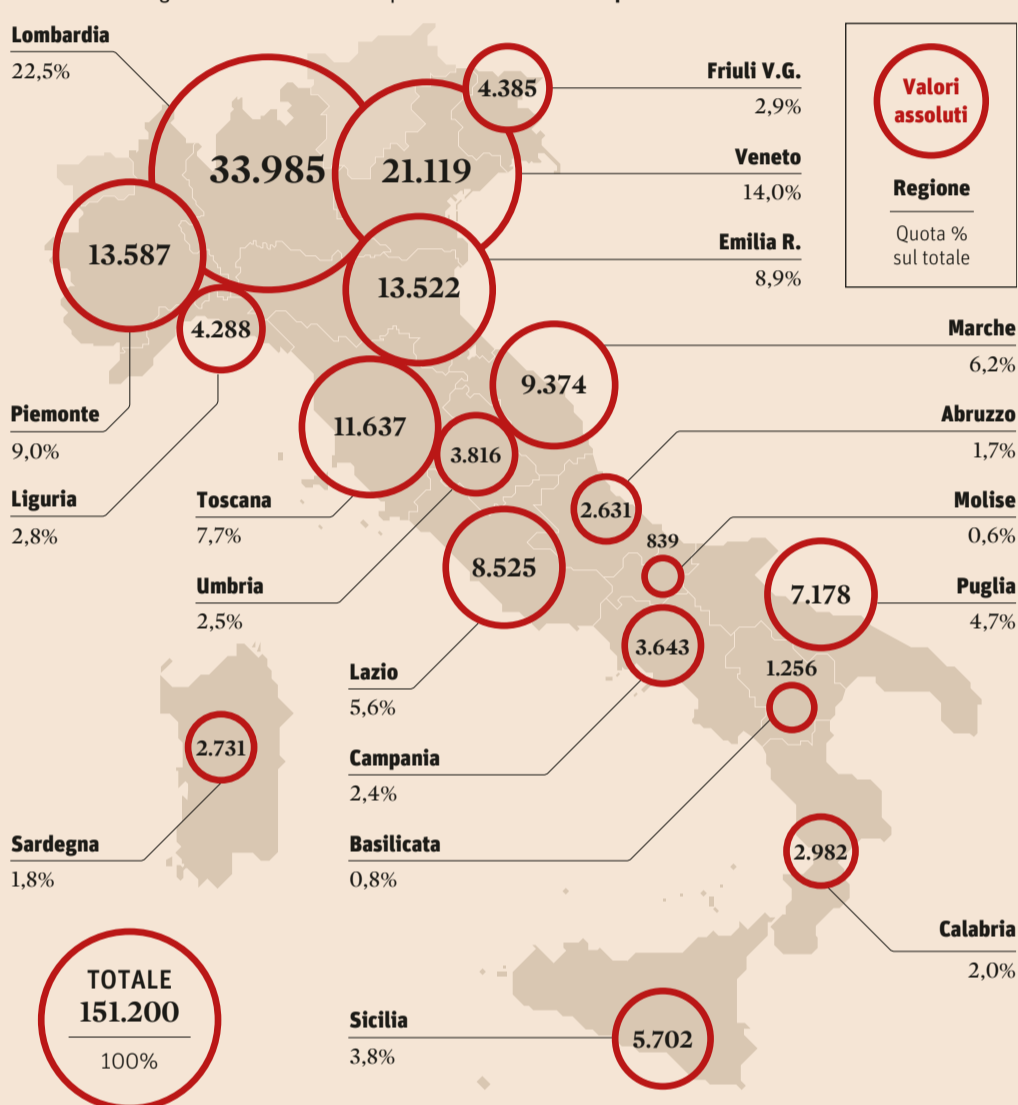 Lombardia
22,5%
33.985
21.119
4.385
Friuli V.G.
2,9%
Veneto
14,0%
Emilia R.
8,9%
Valori
assoluti
Regione
Quota %
sul totale
13.587
13.522
4.288
Marche
6,2%
9.374
Piemonte
9,0%
11.637
3.816
Abruzzo
1,7%
Liguria
2,8%
Toscana
7,7%
2.631
Molise
0,6%
839
Umbria
2,5%
8.525
7.178
Puglia
4,7%
3.643
1.256
Lazio
5,6%
2.731
Campania
2,4%
Sardegna
1,8%
Basilicata
0,8%
2.982
Calabria
2,0%
TOTALE
151.200
100%
Sicilia
3,8%
5.702